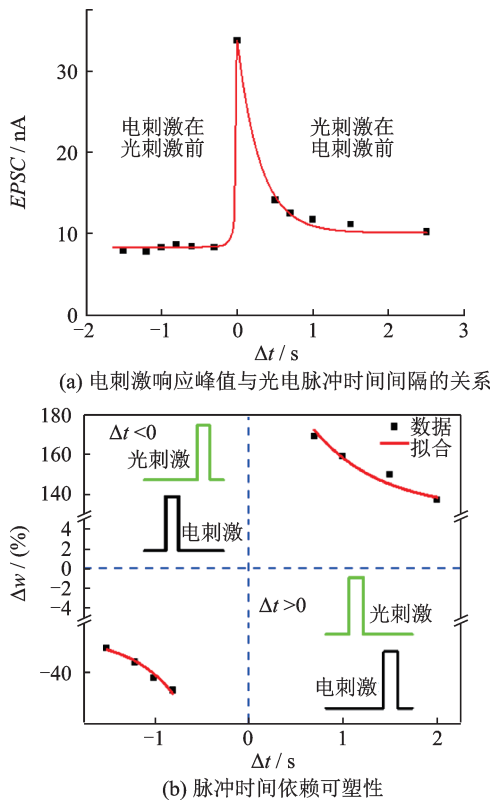 EPSC / nA
30
20
10
0
电刺激在
光刺激前
光刺激在
电刺激前
−2 −1 0 1 2 3
Δt / s
(a) 电刺激响应峰值与光电脉冲时间间隔的关系
Δw / (%)
180
160
140
4
2
0
−2
−4
−40
Δt<0
光刺激
电刺激
数据
拟合
Δt>0
光刺激
电刺激
−1 0 1 2
Δt / s
(b) 脉冲时间依赖可塑性